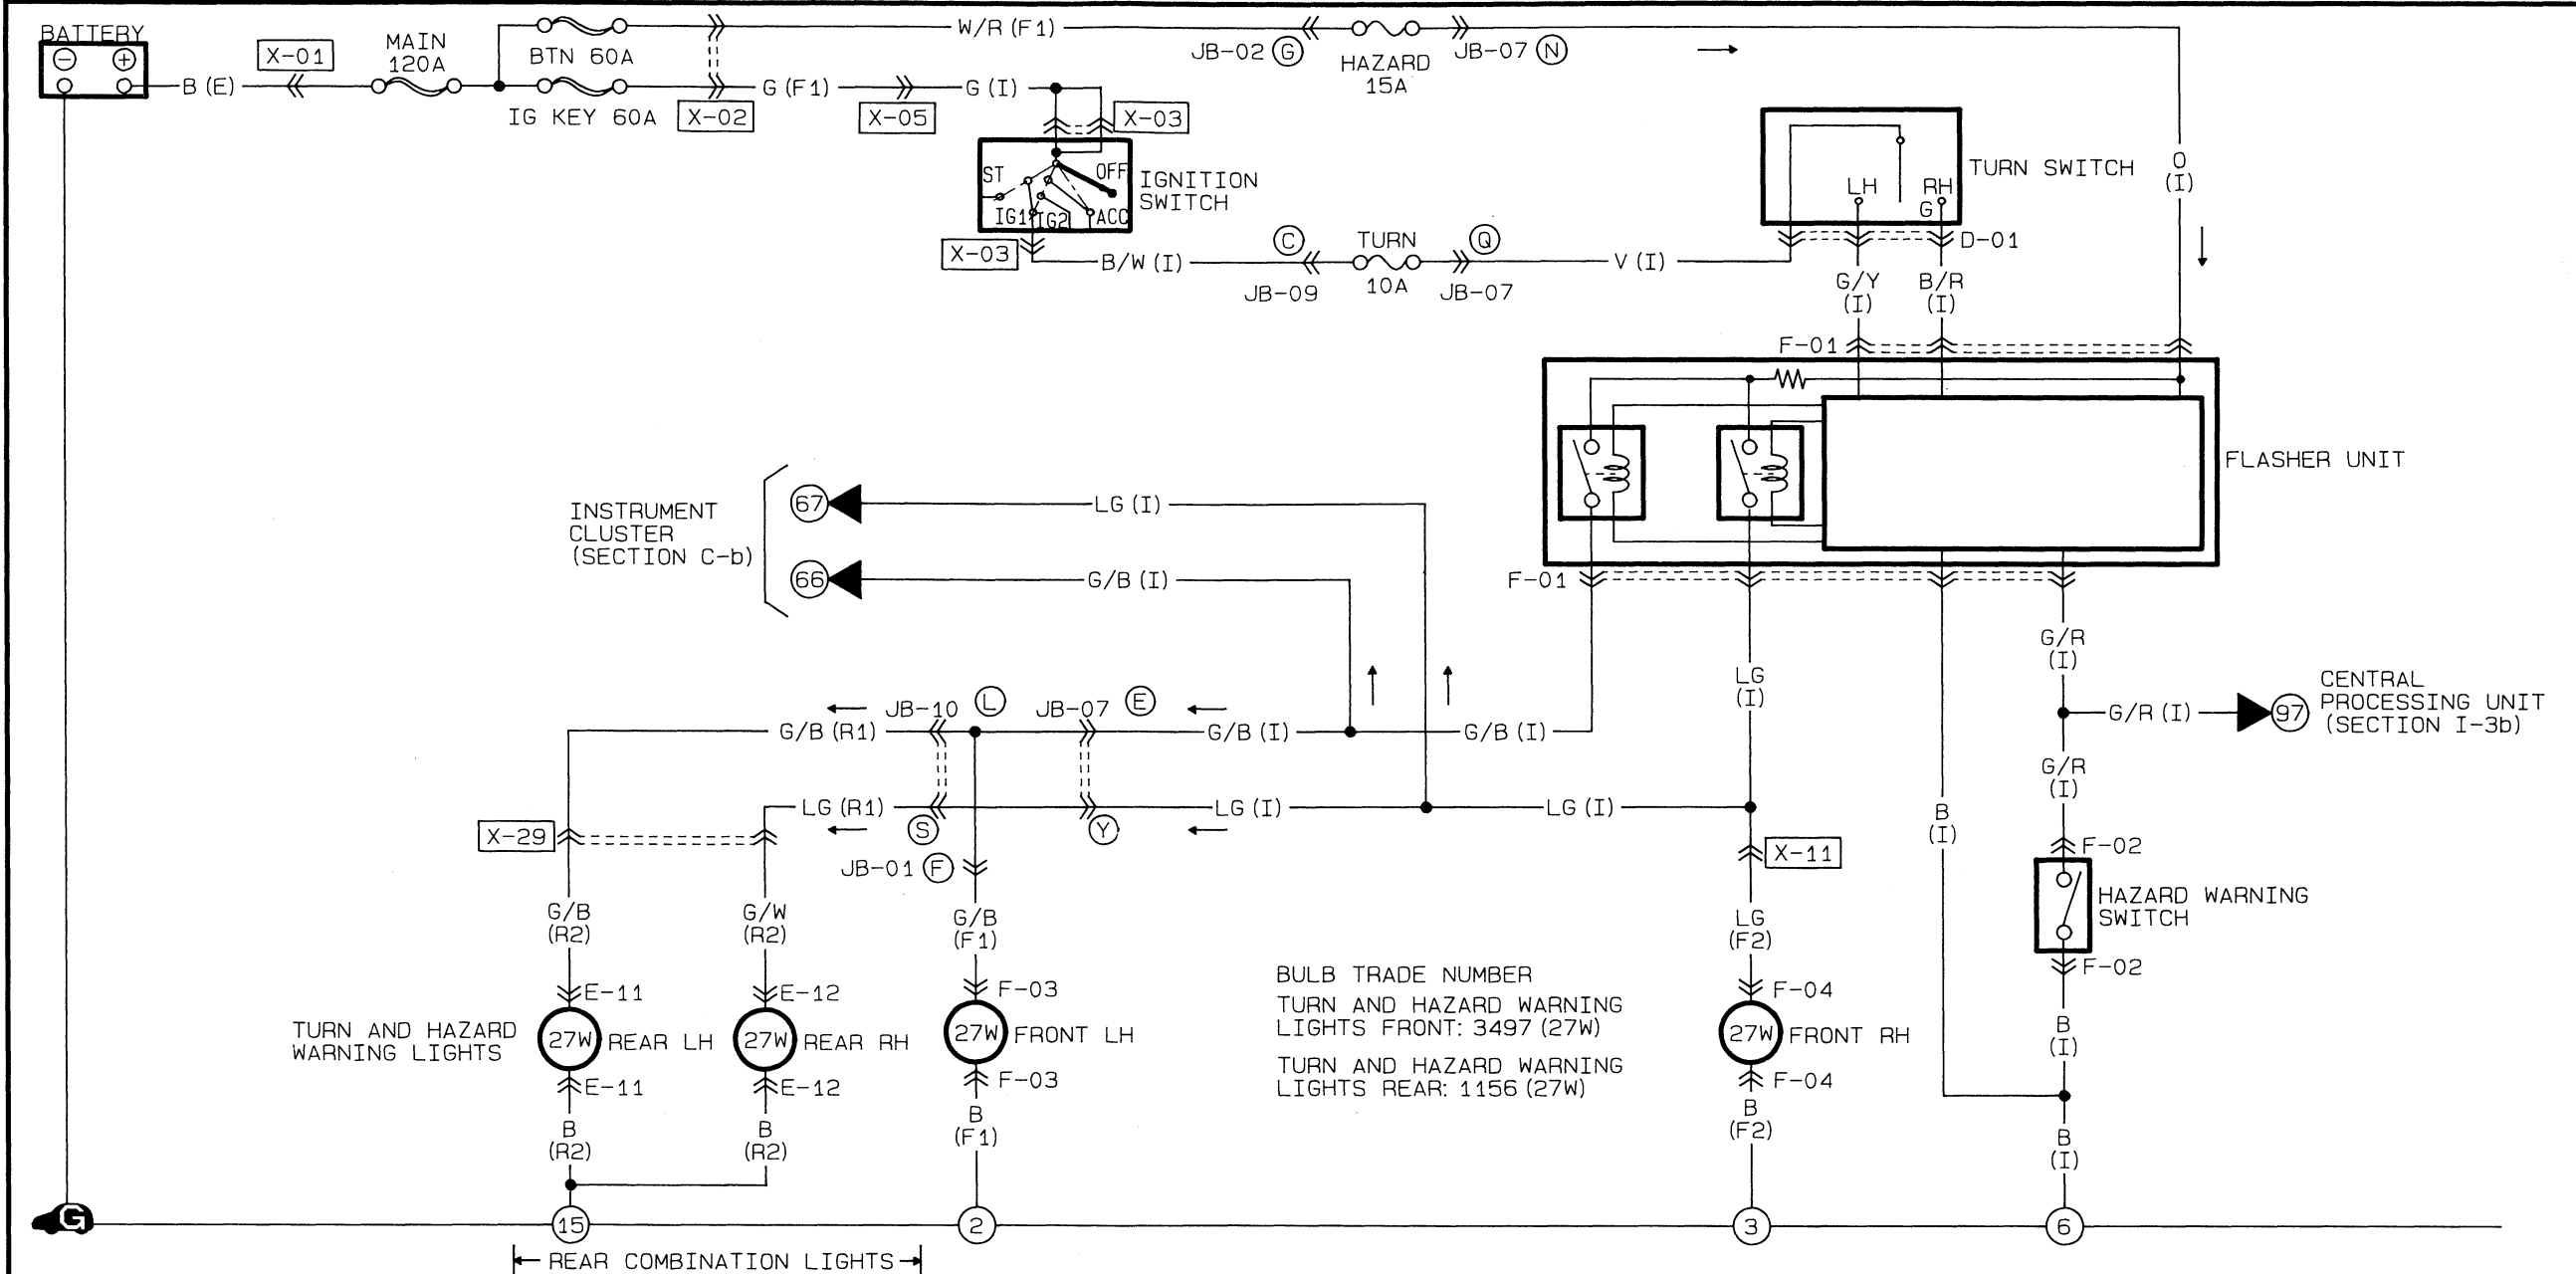 BATTERY
− +
B (E)
X-01
MAIN
120A
BTN 60A
IG KEY 60A
X-02
W/R (F1)
JB-02 G
HAZARD
15A
JB-07 N
G (F1)
X-05
G (I)
X-03
ST
OFF
IG1
IG2
ACC
IGNITION
SWITCH
X-03
B/W (I)
C
JB-09
TURN
10A
Q
JB-07
V (I)
LH
RH
G
TURN SWITCH
D-01
O
(I)
G/Y
(I)
B/R
(I)
F-01
FLASHER UNIT
F-01
INSTRUMENT
CLUSTER
(SECTION C-b)
67
LG (I)
66
G/B (I)
G/R
(I)
CENTRAL
PROCESSING UNIT
(SECTION I-3b)
G/R (I)
97
LG
(I)
JB-10 L
JB-07 E
G/B (R1)
G/B (I)
G/B (I)
G/R
(I)
LG (R1)
LG (I)
LG (I)
B
(I)
S
Y
X-29
JB-01 F
X-11
F-02
HAZARD WARNING
SWITCH
F-02
G/B
(R2)
G/W
(R2)
G/B
(F1)
LG
(F2)
E-11
E-12
F-03
F-04
BULB TRADE NUMBER
TURN AND HAZARD WARNING
LIGHTS FRONT: 3497 (27W)
TURN AND HAZARD WARNING
LIGHTS REAR: 1156 (27W)
TURN AND HAZARD
WARNING LIGHTS
27W REAR LH
27W REAR RH
27W FRONT LH
27W FRONT RH
E-11
E-12
F-03
F-04
B
(I)
B
(R2)
B
(R2)
B
(F1)
B
(F2)
B
(I)
G
15
2
3
6
REAR COMBINATION LIGHTS